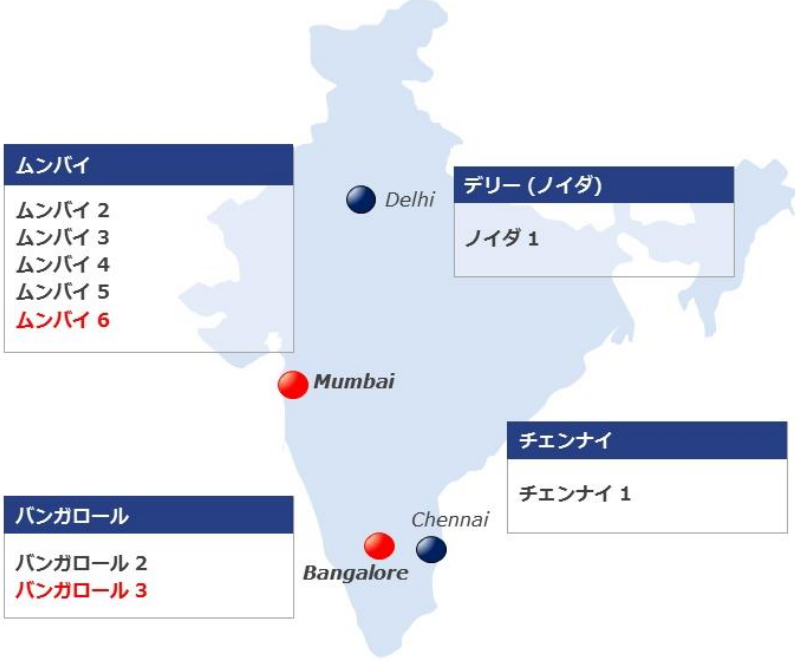 ムンバイ
ムンバイ 2
ムンバイ 3
ムンバイ 4
ムンバイ 5
ムンバイ 6
Delhi
デリー (ノイダ)
ノイダ 1
Mumbai
チェンナイ
チェンナイ 1
バンガロール
バンガロール 2
バンガロール 3
Chennai
Bangalore